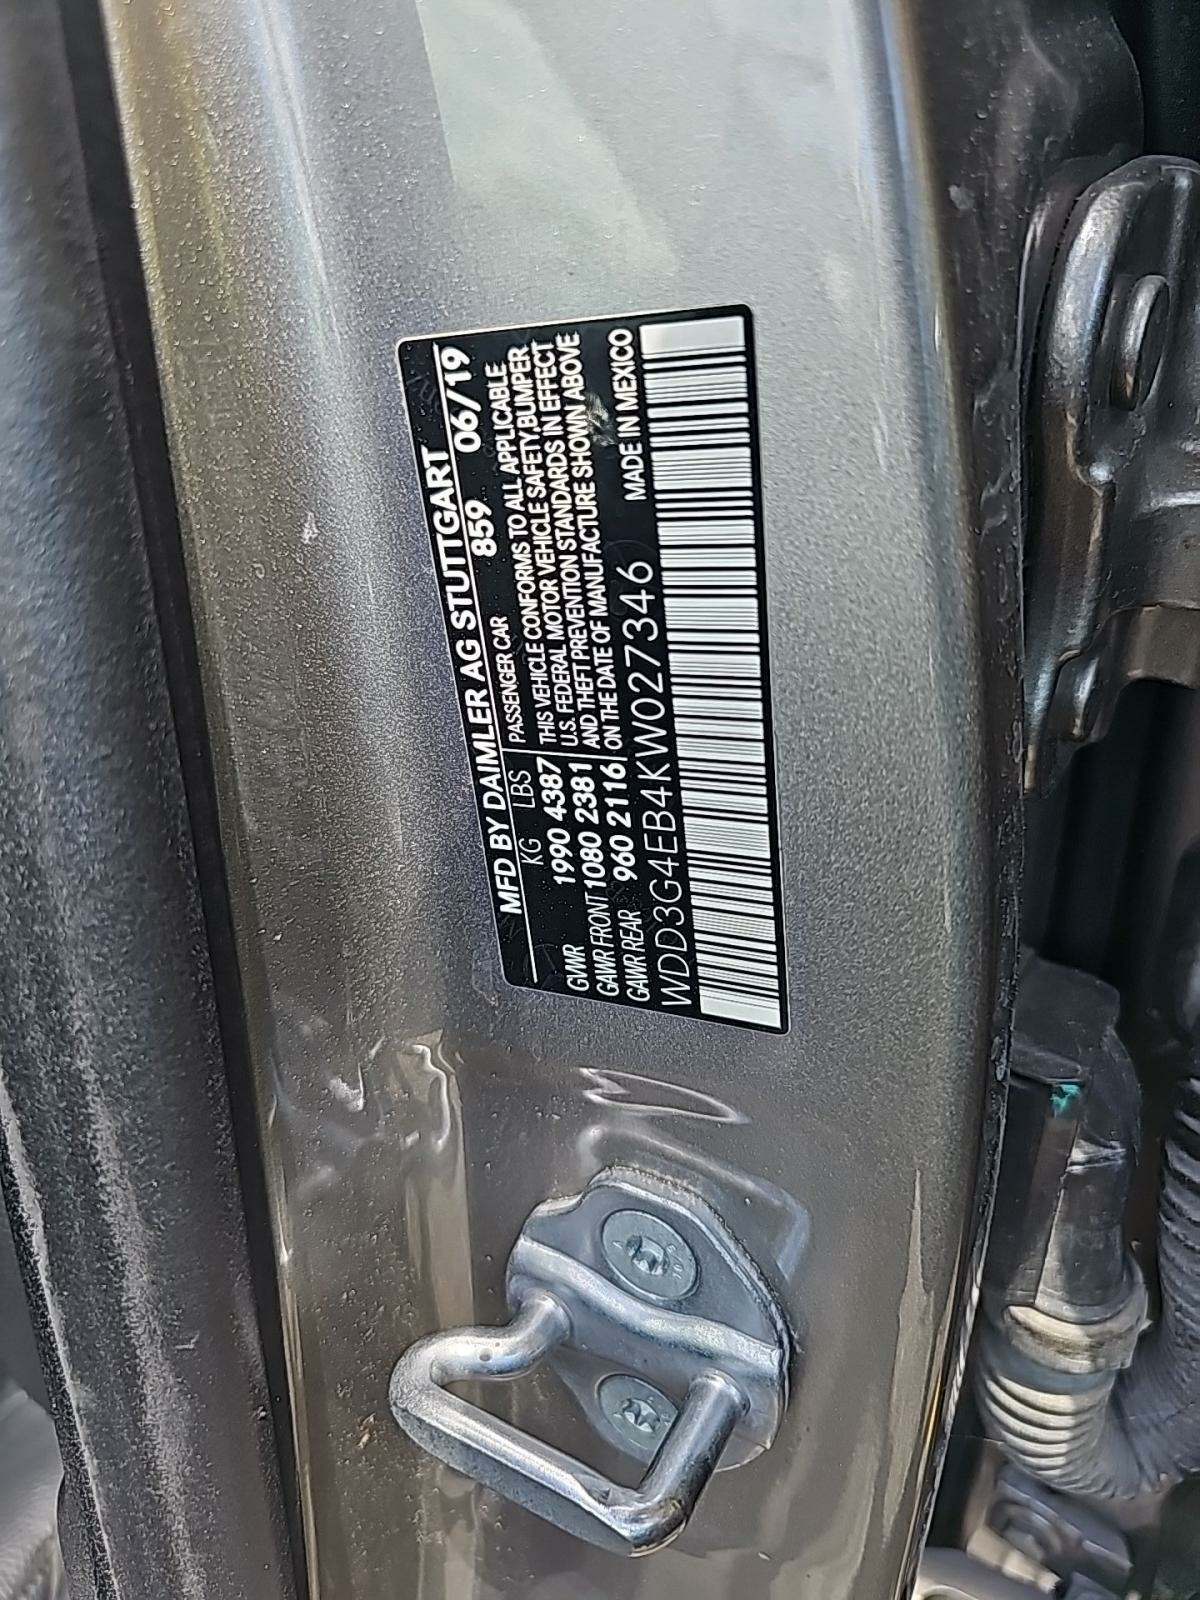 MFD BY DAIMLER AG STUTTGART
KG LBS PASSENGER CAR 859 06/19
GVWR 1990 4387 THIS VEHICLE CONFORMS TO ALL APPLICABLE
GAWR FRONT 1080 2381 U.S. FEDERAL MOTOR VEHICLE SAFETY,BUMPER
GAWR REAR 960 2116 AND THEFT PREVENTION STANDARDS IN EFFECT
ON THE DATE OF MANUFACTURE SHOWN ABOVE
WDD3G4EB4KW027346 MADE IN MEXICO